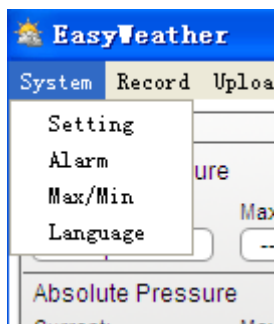 EasyWeather
System Record Uploa
Setting
Alarm
ure
Max/Min
Max
Language
--
Absolute Pressure